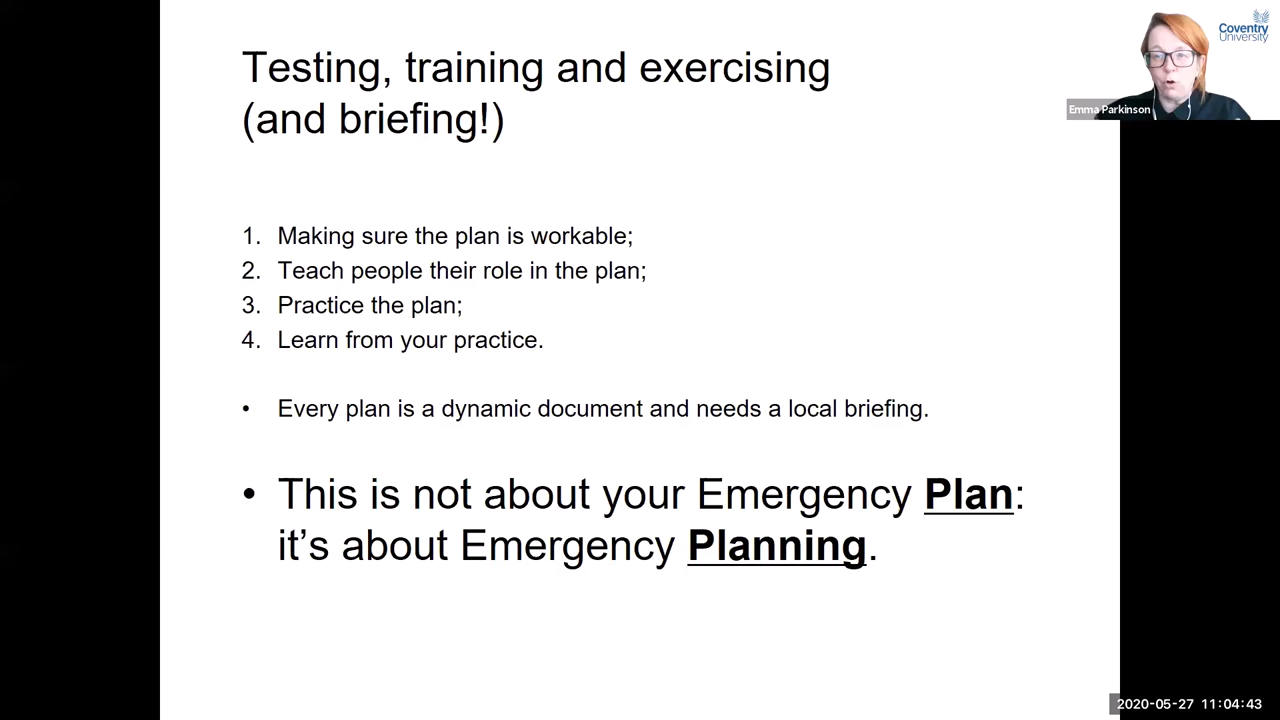 Testing, training and exercising
(and briefing!)
Coventry
University
Emma Parkinson
1. Making sure the plan is workable;
2. Teach people their role in the plan;
3. Practice the plan;
4. Learn from your practice.
• Every plan is a dynamic document and needs a local briefing.
• This is not about your Emergency Plan:
it’s about Emergency Planning.
2020-05-27 11:04:43